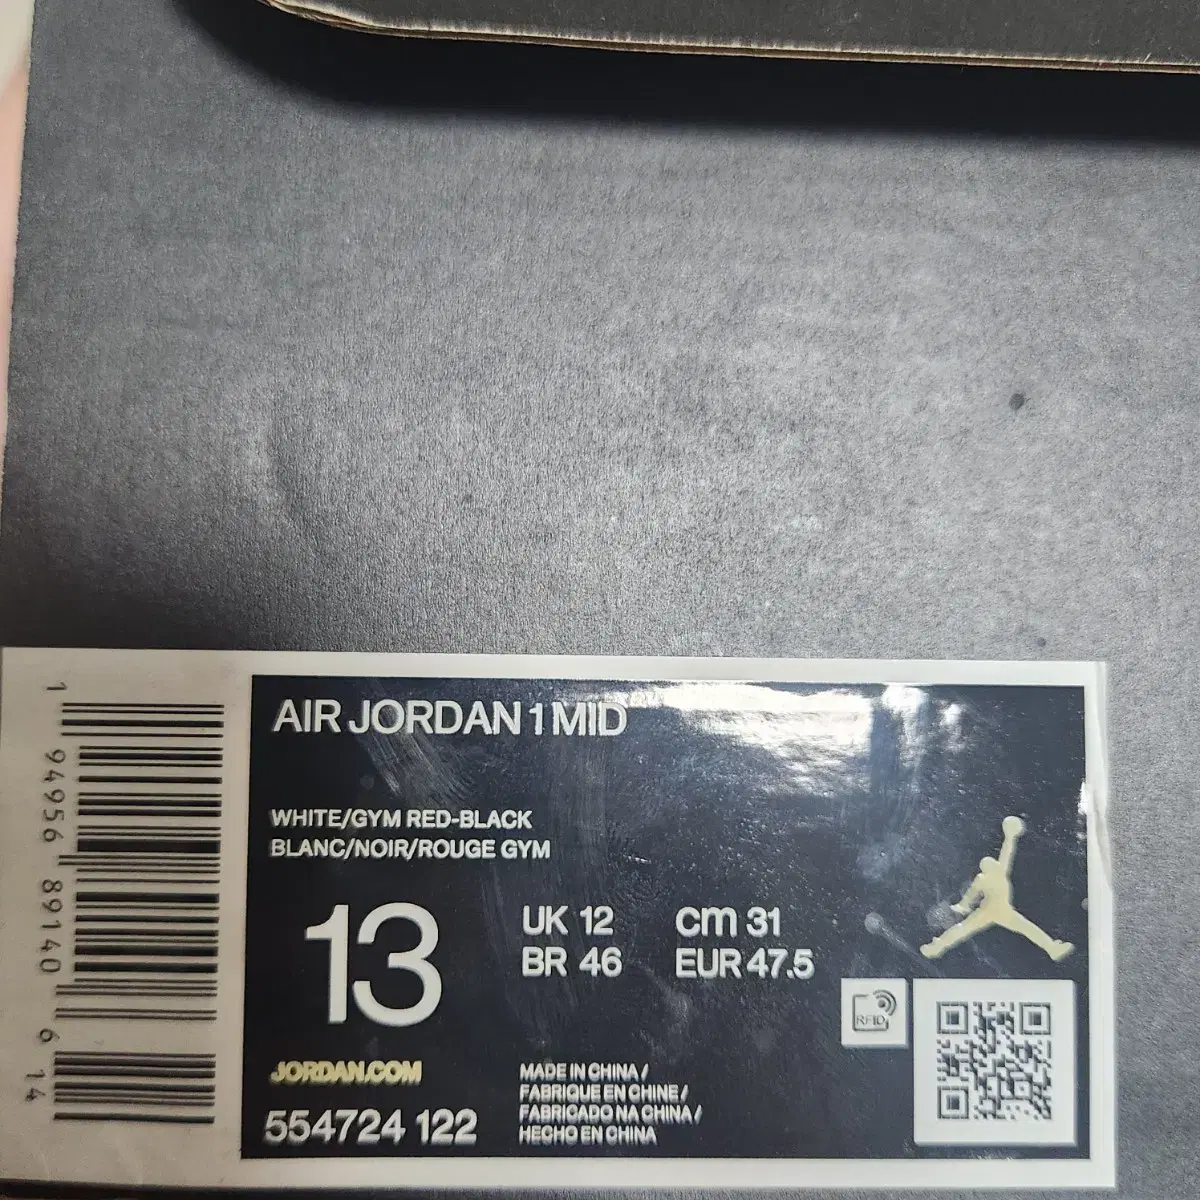 AIR JORDAN 1 MID
WHITE/GYM RED-BLACK
BLANC/NOIR/ROUGE GYM
13
UK 12
cm 31
BR 46
EUR 47.5
RFID
JORDAN.COM
554724 122
MADE IN CHINA /
FABRIQUE EN CHINE /
FABRICADO NA CHINA /
HECHO EN CHINA
1 94956 89140 6 14